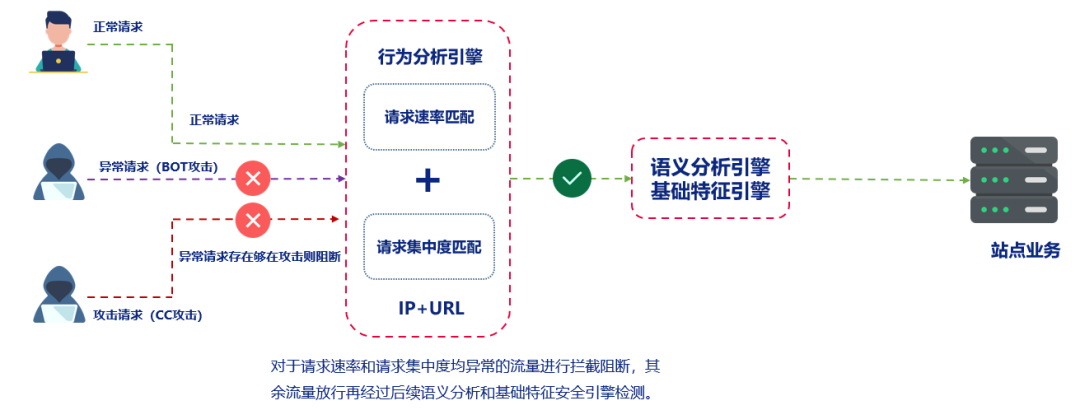 正常请求
行为分析引擎
请求速率匹配
正常请求
异常请求（BOT攻击）
+
语义分析引擎
基础特征引擎
请求集中度匹配
站点业务
异常请求存在够在攻击则阻断
IP+URL
攻击请求（CC攻击）
对于请求速率和请求集中度均异常的流量进行拦截阻断，其
余流量放行再经过后续语义分析和基础特征安全引擎检测。